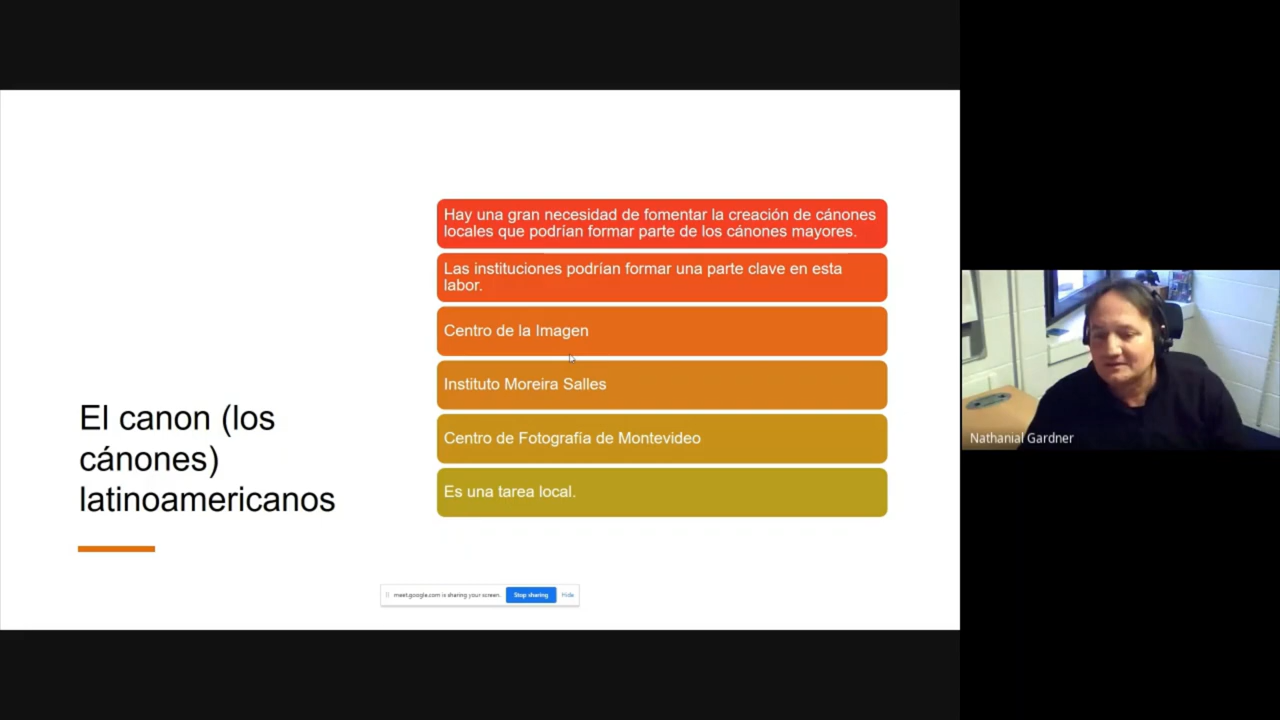 Hay una gran necesidad de fomentar la creación de cánones
locales que podrían formar parte de los cánones mayores.
Las instituciones podrían formar una parte clave en esta
labor.
Centro de la Imagen
Instituto Moreira Salles
Centro de Fotografía de Montevideo
Es una tarea local.
El canon (los
cánones)
latinoamericanos
meet.google.com is sharing your screen.
Stop sharing
Hide
Nathanial Gardner